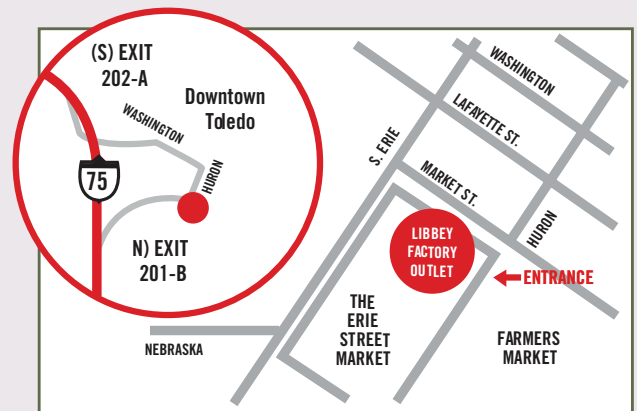 (S) EXIT
202-A
Downtown
Toledo
WASHINGTON
HURON
75
N) EXIT
201-B
WASHINGTON
LAFAYETTE ST.
S. ERIE
MARKET ST.
HURON
LIBBEY
FACTORY
OUTLET
ENTRANCE
THE
ERIE
STREET
MARKET
FARMERS
MARKET
NEBRASKA